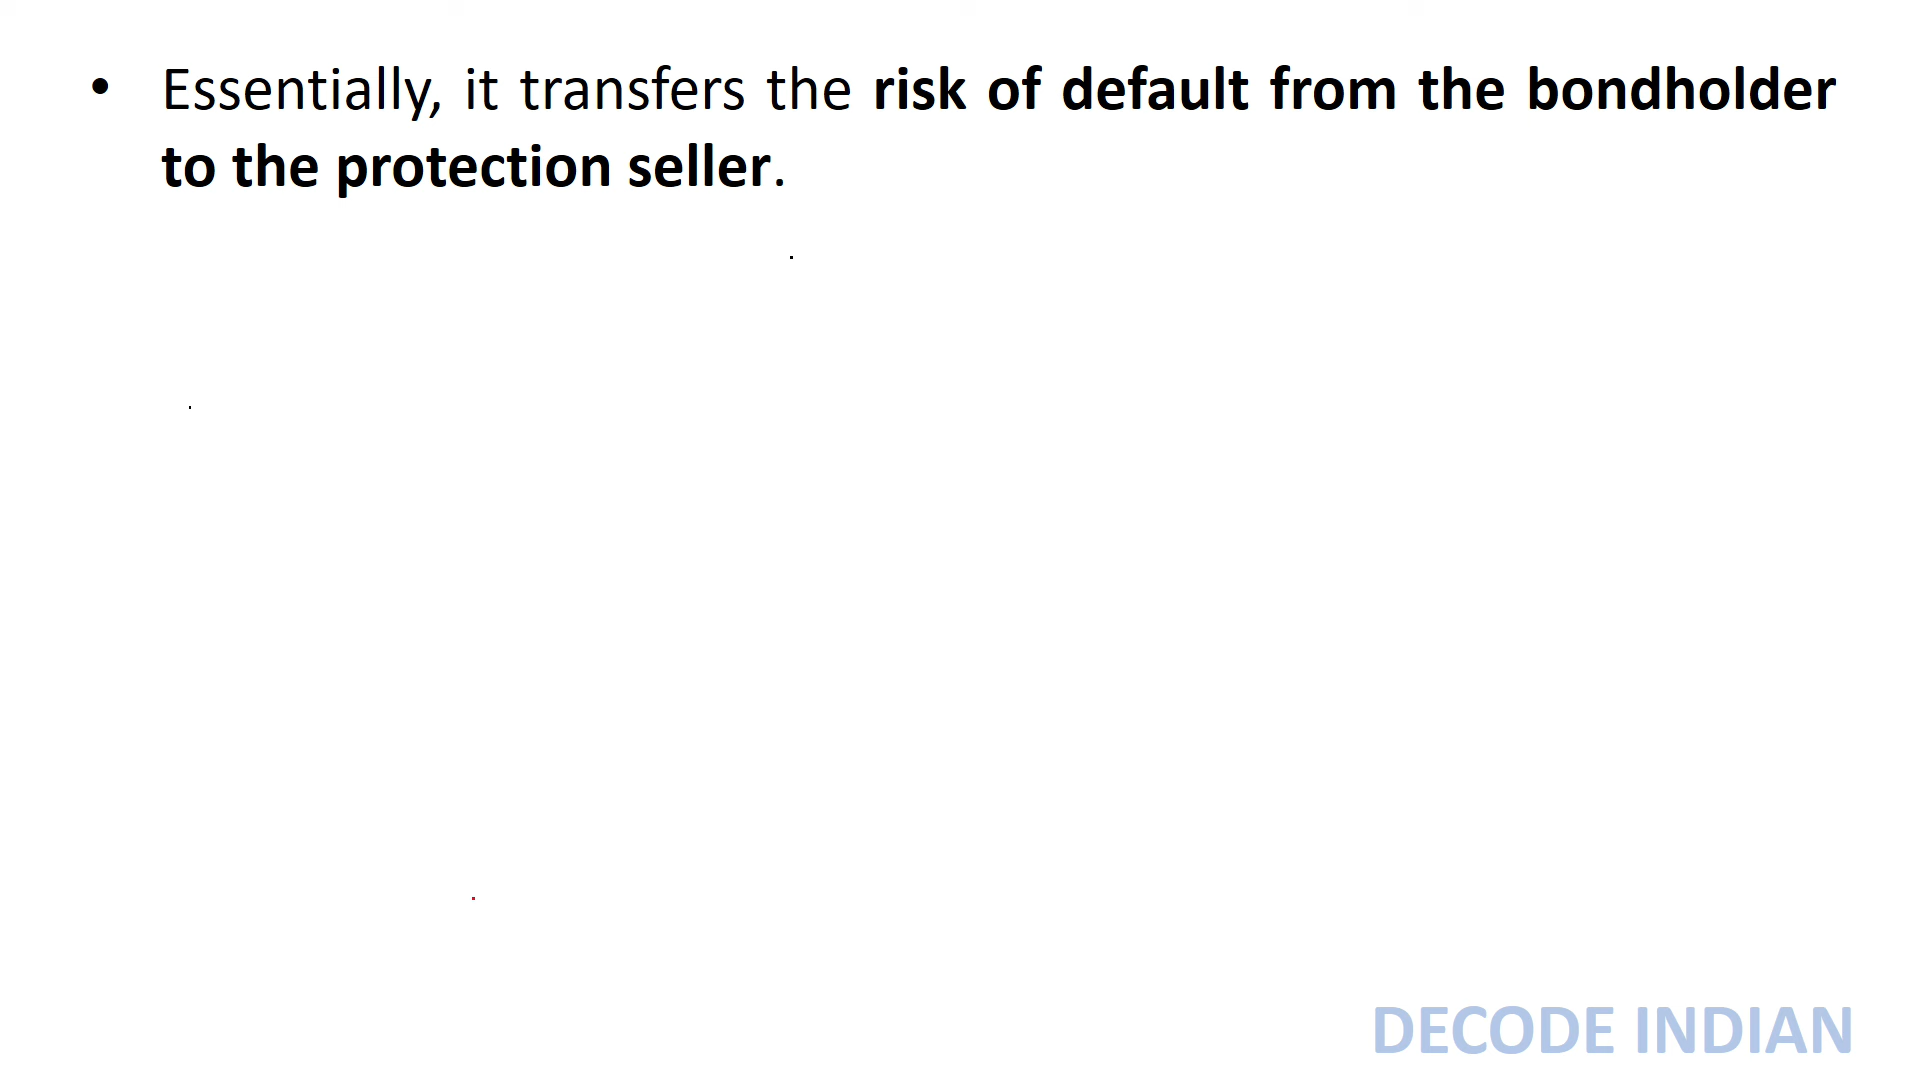 • Essentially, it transfers the risk of default from the bondholder
to the protection seller.
DECODE INDIAN